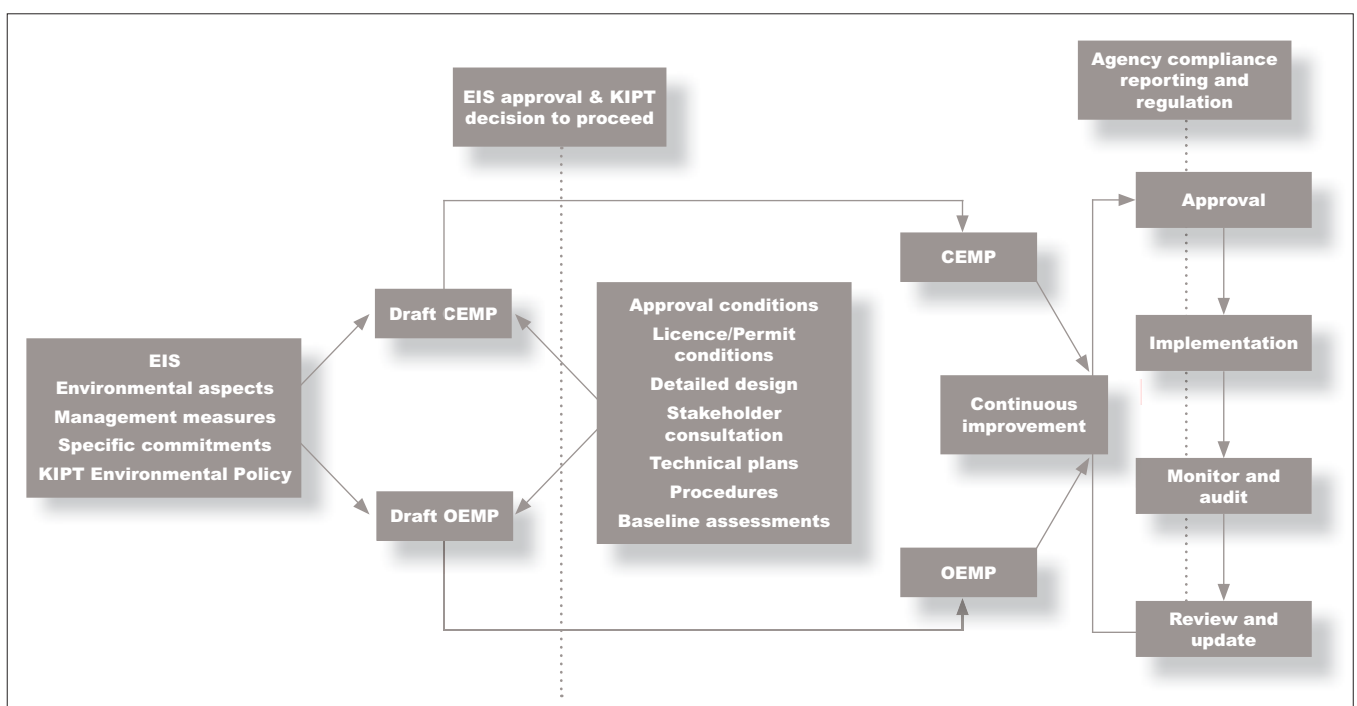 EIS approval & KIPT
decision to proceed
Agency compliance
reporting and
regulation
Approval
CEMP
Draft CEMP
Approval conditions
Licence/Permit
conditions
Detailed design
Stakeholder
consultation
Technical plans
Procedures
Baseline assessments
Implementation
EIS
Environmental aspects
Management measures
Specific commitments
KIPT Environmental Policy
Continuous
improvement
Monitor and
audit
Draft OEMP
OEMP
Review and
update